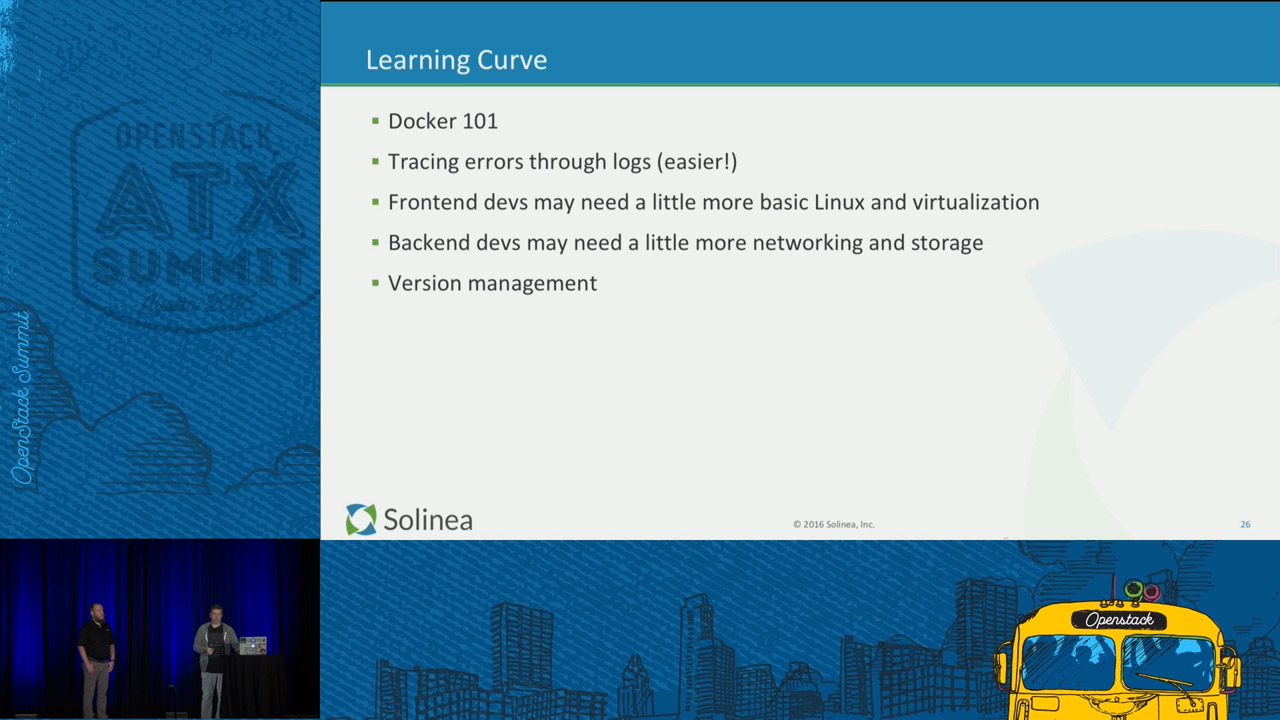 Learning Curve
Docker 101
Tracing errors through logs (easier!)
Frontend devs may need a little more basic Linux and virtualization
Backend devs may need a little more networking and storage
Version management
Solinea
© 2016 Solinea, Inc.
26
OPENSTACK
ATX
SUMMIT
Austin 2016
OpenStack Summit
Openstack